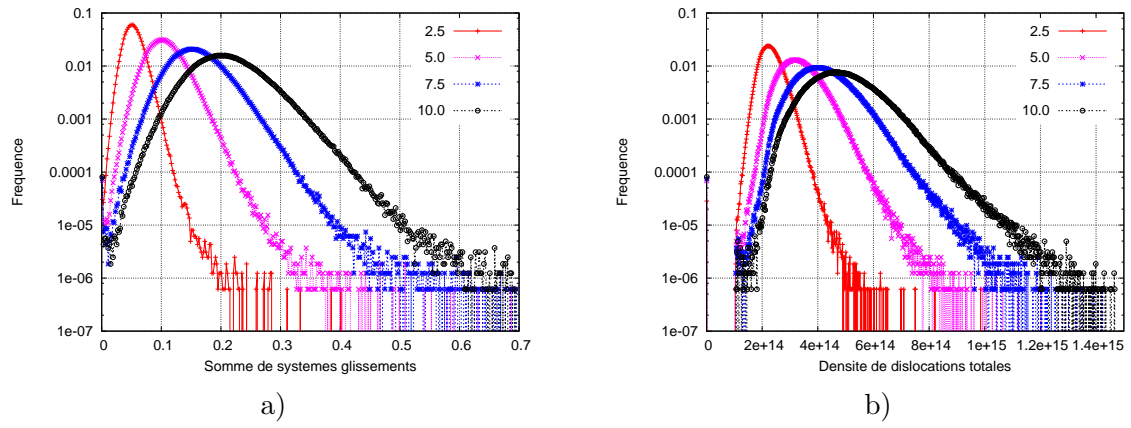 0.1
0.01
0.001
0.0001
1e-05
1e-06
1e-07
0 0.1 0.2 0.3 0.4 0.5 0.6 0.7
Frequence
Somme de systemes glissements
2.5
5.0
7.5
10.0
a)
0.1
0.01
0.001
0.0001
1e-05
1e-06
1e-07
0 2e+14 4e+14 6e+14 8e+14 1e+15 1.2e+15 1.4e+15
Frequence
Densite de dislocations totales
2.5
5.0
7.5
10.0
b)